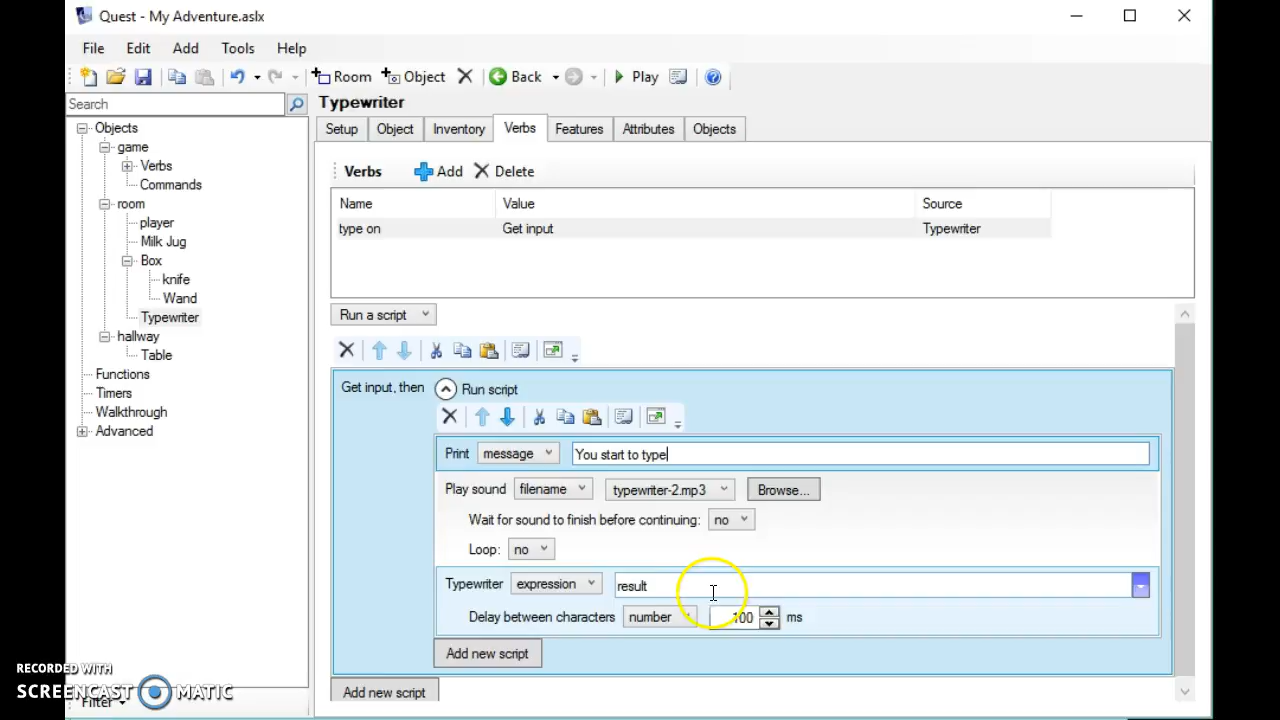 Quest - My Adventure.aslx
File Edit Add Tools Help
Room Object Back Play
Search
Objects
game
Verbs
Commands
room
player
Milk Jug
Box
knife
Wand
Typewriter
hallway
Table
Functions
Timers
Walkthrough
Advanced
Filter
Typewriter
Setup Object Inventory Verbs Features Attributes Objects
Verbs Add Delete
Name Value Source
type on Get input Typewriter
Run a script
Get input, then Run script
Print message You start to type
Play sound filename typewriter-2.mp3 Browse...
Wait for sound to finish before continuing: no
Loop: no
Typewriter expression result
Delay between characters number 100 ms
Add new script
Add new script
RECORDED WITH
SCREENCAST MATIC